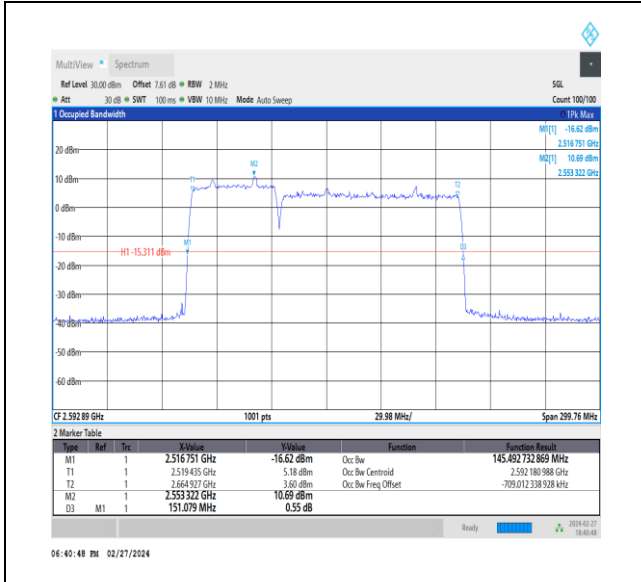 MultiView Spectrum
Ref Level 30.00 dBm Offset 7.61 dB RBW 2 MHz SGL
Att 30 dB SWT 100 ms VBW 10 MHz Mode Auto Sweep Count 100/100
1 Occupied Bandwidth 1Pk Max
M1[1] -16.62 dBm
2.516 751 GHz
M2[1] 10.69 dBm
2.553 322 GHz
20 dBm
M2
T1
T2
10 dBm
0 dBm
-10 dBm
M1
D3
H1 -15.311 dBm
-20 dBm
-30 dBm
-40 dBm
-50 dBm
-60 dBm
CF 2.592 89 GHz 1001 pts 29.98 MHz/ Span 299.76 MHz
2 Marker Table
Type Ref Trc X-Value Y-Value Function Function Result
M1 1 2.516 751 GHz -16.62 dBm Occ Bw 145.492 732 869 MHz
T1 1 2.519 435 GHz 5.18 dBm Occ Bw Centroid 2.592 180 988 GHz
T2 1 2.664 927 GHz 3.60 dBm Occ Bw Freq Offset -709.012 338 928 kHz
M2 1 2.553 322 GHz 10.69 dBm
D3 M1 1 151.079 MHz 0.55 dB
Ready 2024-02-27
18:40:48
06:40:48 PM 02/27/2024